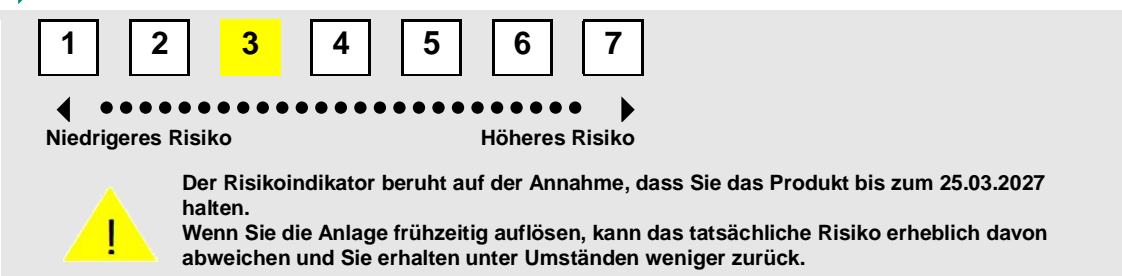 1 2 3 4 5 6 7
Niedrigeres Risiko Höheres Risiko
Der Risikoindikator beruht auf der Annahme, dass Sie das Produkt bis zum 25.03.2027
halten.
Wenn Sie die Anlage frühzeitig auflösen, kann das tatsächliche Risiko erheblich davon
! abweichen und Sie erhalten unter Umständen weniger zurück.